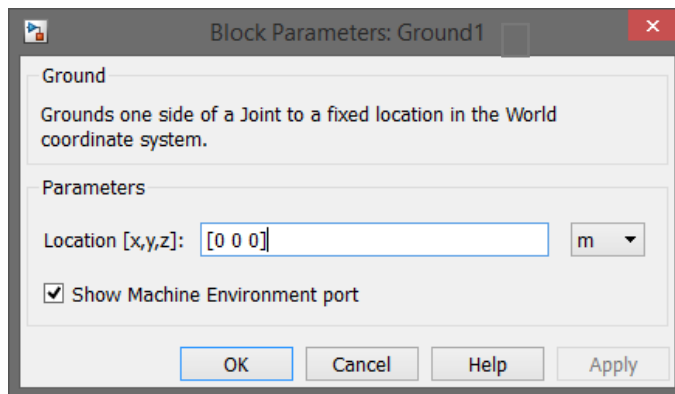 Block Parameters: Ground1
Ground
Grounds one side of a Joint to a fixed location in the World
coordinate system.
Parameters
Location [x,y,z]: [0 0 0] m
Show Machine Environment port
OK Cancel Help Apply